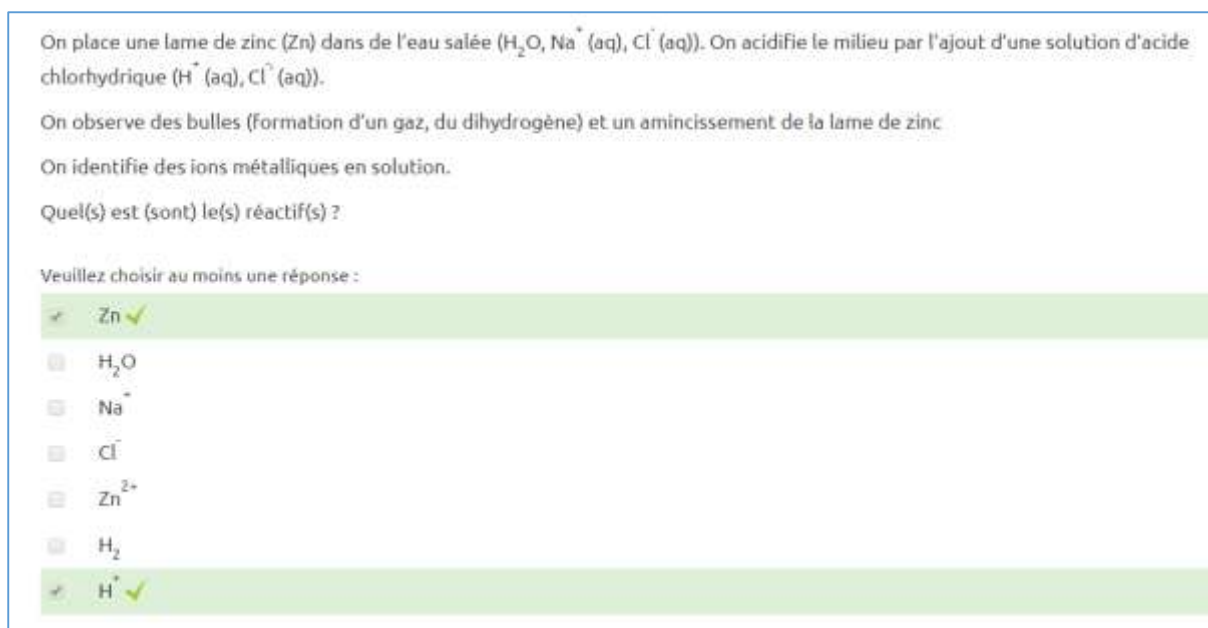 On place une lame de zinc (Zn) dans de l'eau salée (H₂O, Na⁺ (aq), Cl⁻ (aq)). On acidifie le milieu par l'ajout d'une solution d'acide
chlorhydrique (H⁺ (aq), Cl⁻ (aq)).
On observe des bulles (formation d'un gaz, du dihydrogène) et un amincissement de la lame de zinc
On identifie des ions métalliques en solution.
Quel(s) est (sont) le(s) réactif(s) ?
Veuillez choisir au moins une réponse :
Zn
H₂O
Na⁺
Cl⁻
Zn²⁺
H₂
H⁺